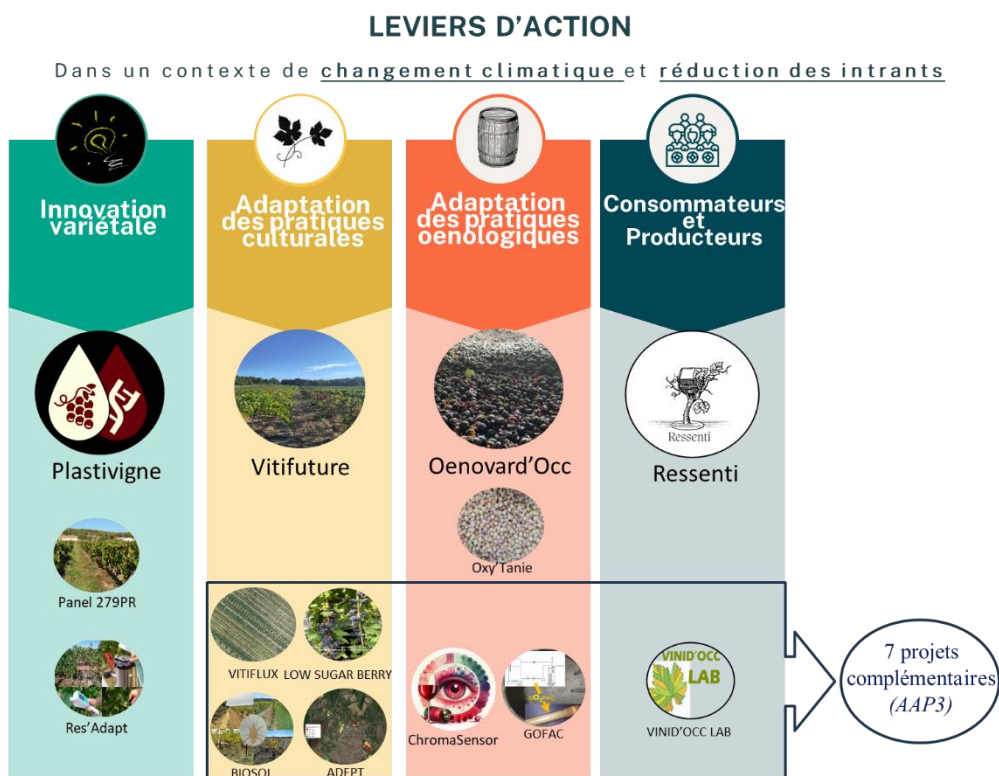 LEVIERS D’ACTION
Dans un contexte de changement climatique et réduction des intrants
Innovation
variétale
Adaptation
des pratiques
culturales
Adaptation
des pratiques
oenologiques
Consommateurs
et
Producteurs
Plastivigne
Vitifuture
Oenovard’Occ
Ressenti
Ressenti
Oxy’Tanie
Panel 279PR
Res’Adapt
VITIFLUX
LOW SUGAR BERRY
BIOSOL
ADEPT
ChromaSensor
GOFAC
VINID’OCC
LAB
VINID’OCC LAB
7 projets
complémentaires
(AAP3)